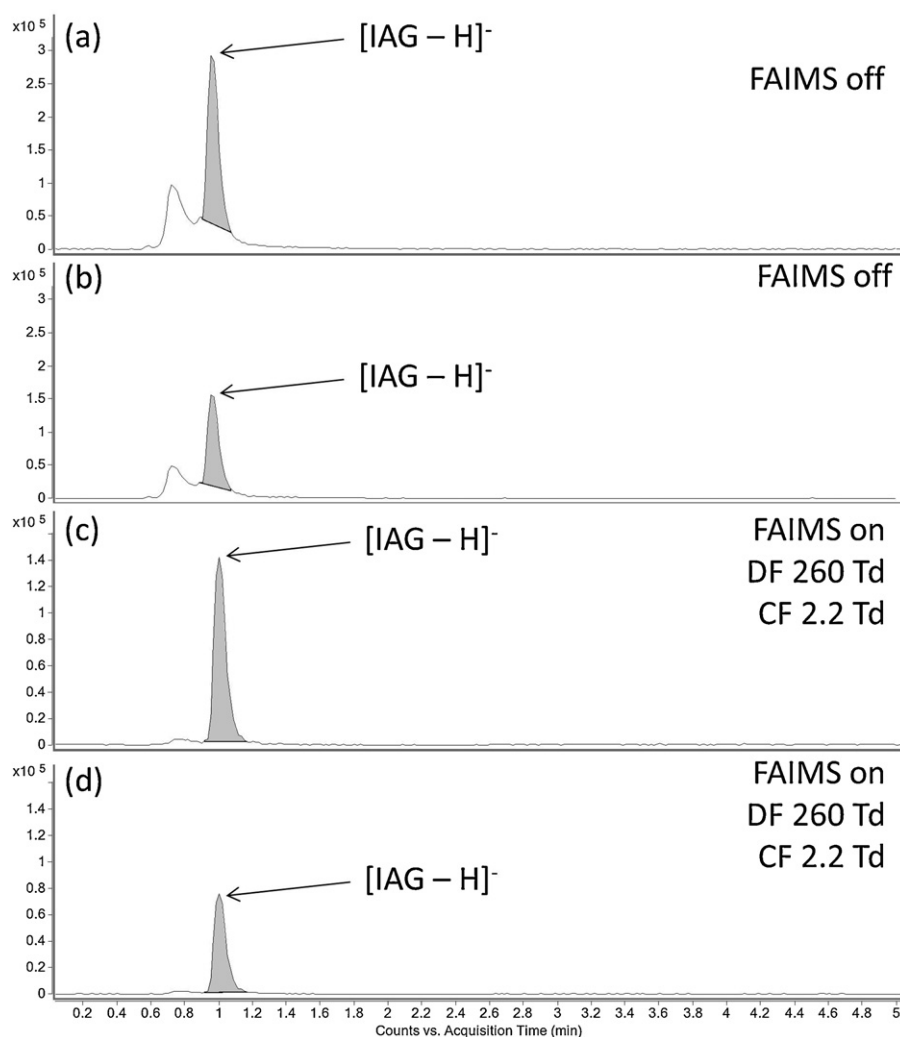 x10 5
(a)
[IAG – H]-
FAIMS off
3
2.5
2
1.5
1
0.5
0
x10 5
(b)
FAIMS off
[IAG – H]-
3
2.5
2
1.5
1
0.5
0
x10 5
(c)
[IAG – H]-
FAIMS on
DF 260 Td
CF 2.2 Td
1.4
1.2
1
0.8
0.6
0.4
0.2
0
x10 5
(d)
FAIMS on
DF 260 Td
CF 2.2 Td
[IAG – H]-
1.4
1.2
1
0.8
0.6
0.4
0.2
0
0.2 0.4 0.6 0.8 1 1.2 1.4 1.6 1.8 2 2.2 2.4 2.6 2.8 3 3.2 3.4 3.6 3.8 4 4.2 4.4 4.6 4.8 5
Counts vs. Acquisition Time (min)